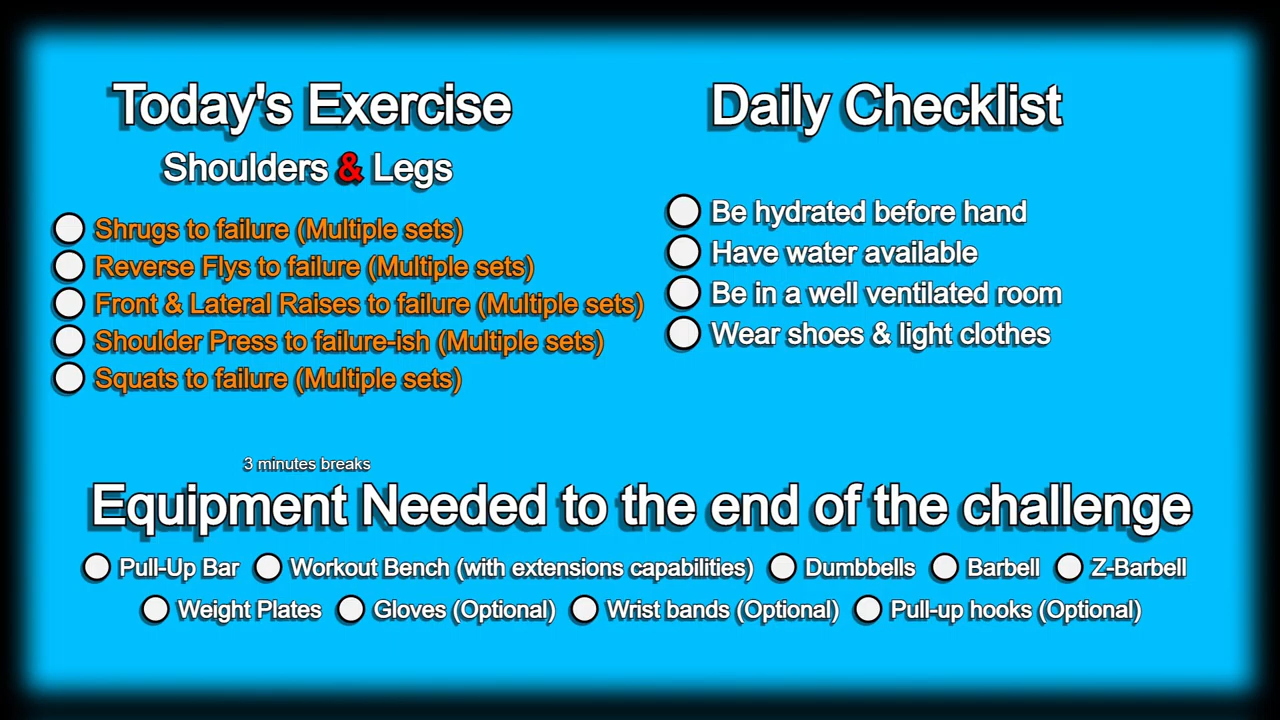 Today's Exercise
Shoulders & Legs
Shrugs to failure (Multiple sets)
Reverse Flys to failure (Multiple sets)
Front & Lateral Raises to failure (Multiple sets)
Shoulder Press to failure-ish (Multiple sets)
Squats to failure (Multiple sets)
Daily Checklist
Be hydrated before hand
Have water available
Be in a well ventilated room
Wear shoes & light clothes
3 minutes breaks
Equipment Needed to the end of the challenge
Pull-Up Bar Workout Bench (with extensions capabilities) Dumbbells Barbell Z-Barbell
Weight Plates Gloves (Optional) Wrist bands (Optional) Pull-up hooks (Optional)